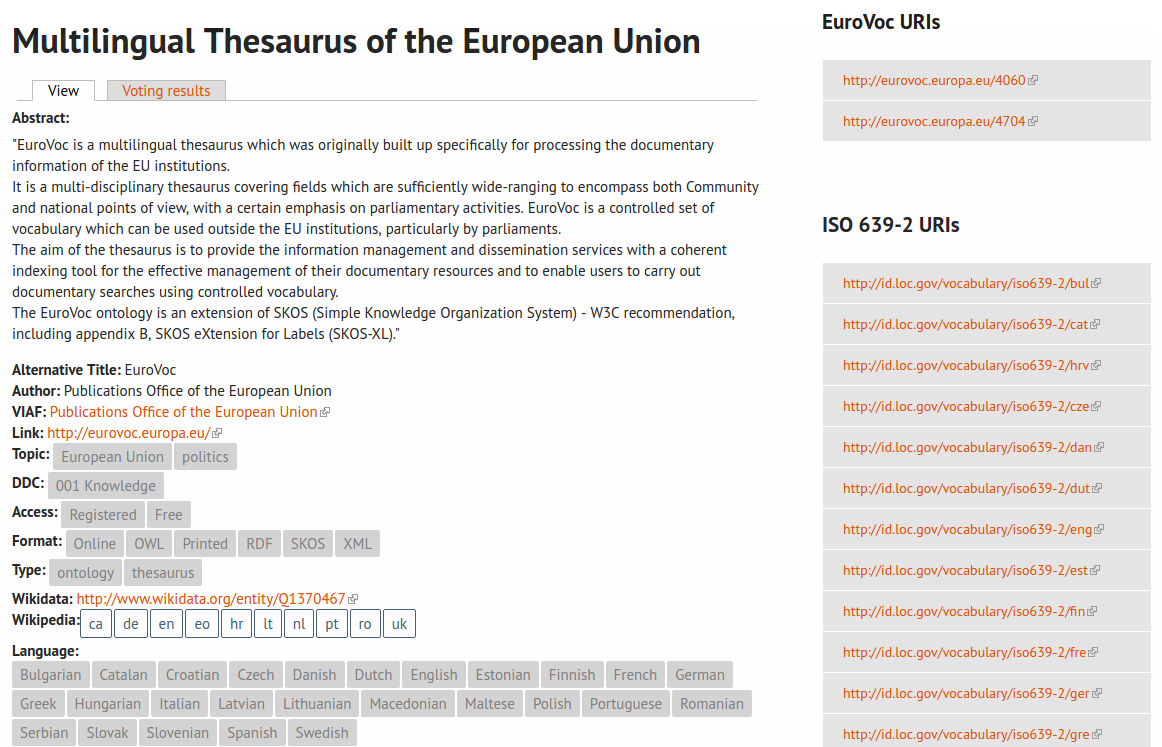 Multilingual Thesaurus of the European Union
View
Voting results
Abstract:
"EuroVoc is a multilingual thesaurus which was originally built up specifically for processing the documentary
information of the EU institutions.
It is a multi-disciplinary thesaurus covering fields which are sufficiently wide-ranging to encompass both Community
and national points of view, with a certain emphasis on parliamentary activities. EuroVoc is a controlled set of
vocabulary which can be used outside the EU institutions, particularly by parliaments.
The aim of the thesaurus is to provide the information management and dissemination services with a coherent
indexing tool for the effective management of their documentary resources and to enable users to carry out
documentary searches using controlled vocabulary.
The EuroVoc ontology is an extension of SKOS (Simple Knowledge Organization System) - W3C recommendation,
including appendix B, SKOS eXtension for Labels (SKOS-XL)."
Alternative Title: EuroVoc
Author: Publications Office of the European Union
VIAF: Publications Office of the European Union
Link: http://eurovoc.europa.eu/
Topic: European Union politics
DDC: 001 Knowledge
Access: Registered Free
Format: Online OWL Printed RDF SKOS XML
Type: ontology thesaurus
Wikidata: http://www.wikidata.org/entity/Q1370467
Wikipedia: ca de en eo hr lt nl pt ro uk
Language:
Bulgarian Catalan Croatian Czech Danish Dutch English Estonian Finnish French German
Greek Hungarian Italian Latvian Lithuanian Macedonian Maltese Polish Portuguese Romanian
Serbian Slovak Slovenian Spanish Swedish
EuroVoc URIs
http://eurovoc.europa.eu/4060
http://eurovoc.europa.eu/4704
ISO 639-2 URIs
http://id.loc.gov/vocabulary/iso639-2/bul
http://id.loc.gov/vocabulary/iso639-2/cat
http://id.loc.gov/vocabulary/iso639-2/hrv
http://id.loc.gov/vocabulary/iso639-2/cze
http://id.loc.gov/vocabulary/iso639-2/dan
http://id.loc.gov/vocabulary/iso639-2/dut
http://id.loc.gov/vocabulary/iso639-2/eng
http://id.loc.gov/vocabulary/iso639-2/est
http://id.loc.gov/vocabulary/iso639-2/fin
http://id.loc.gov/vocabulary/iso639-2/fre
http://id.loc.gov/vocabulary/iso639-2/ger
http://id.loc.gov/vocabulary/iso639-2/gre